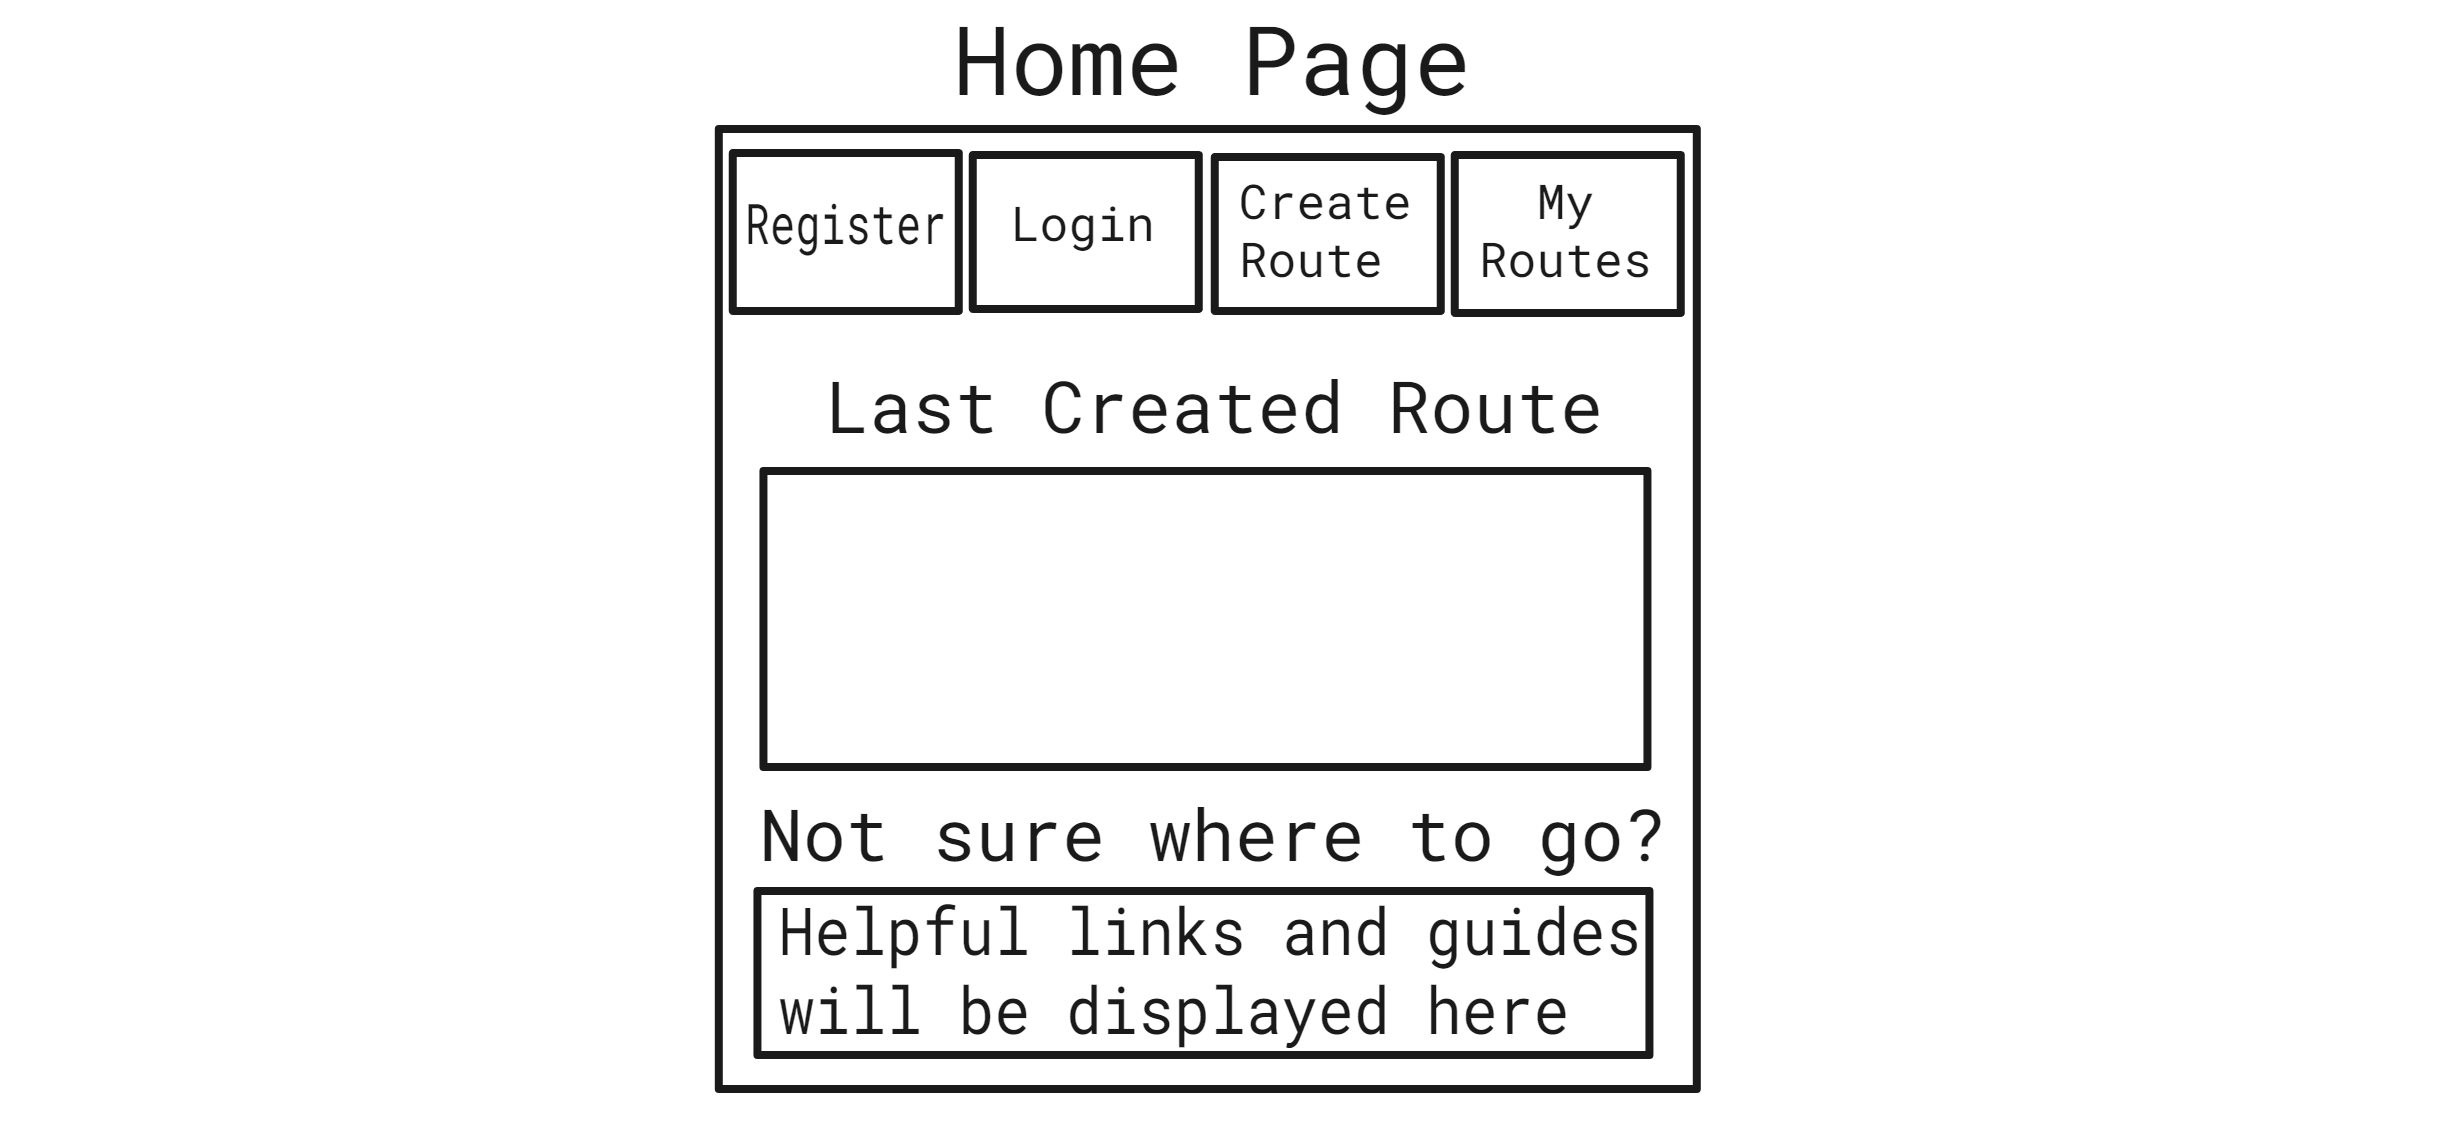 Home Page
Register
Login
Create
Route
My
Routes
Last Created Route
Not sure where to go?
Helpful links and guides
will be displayed here